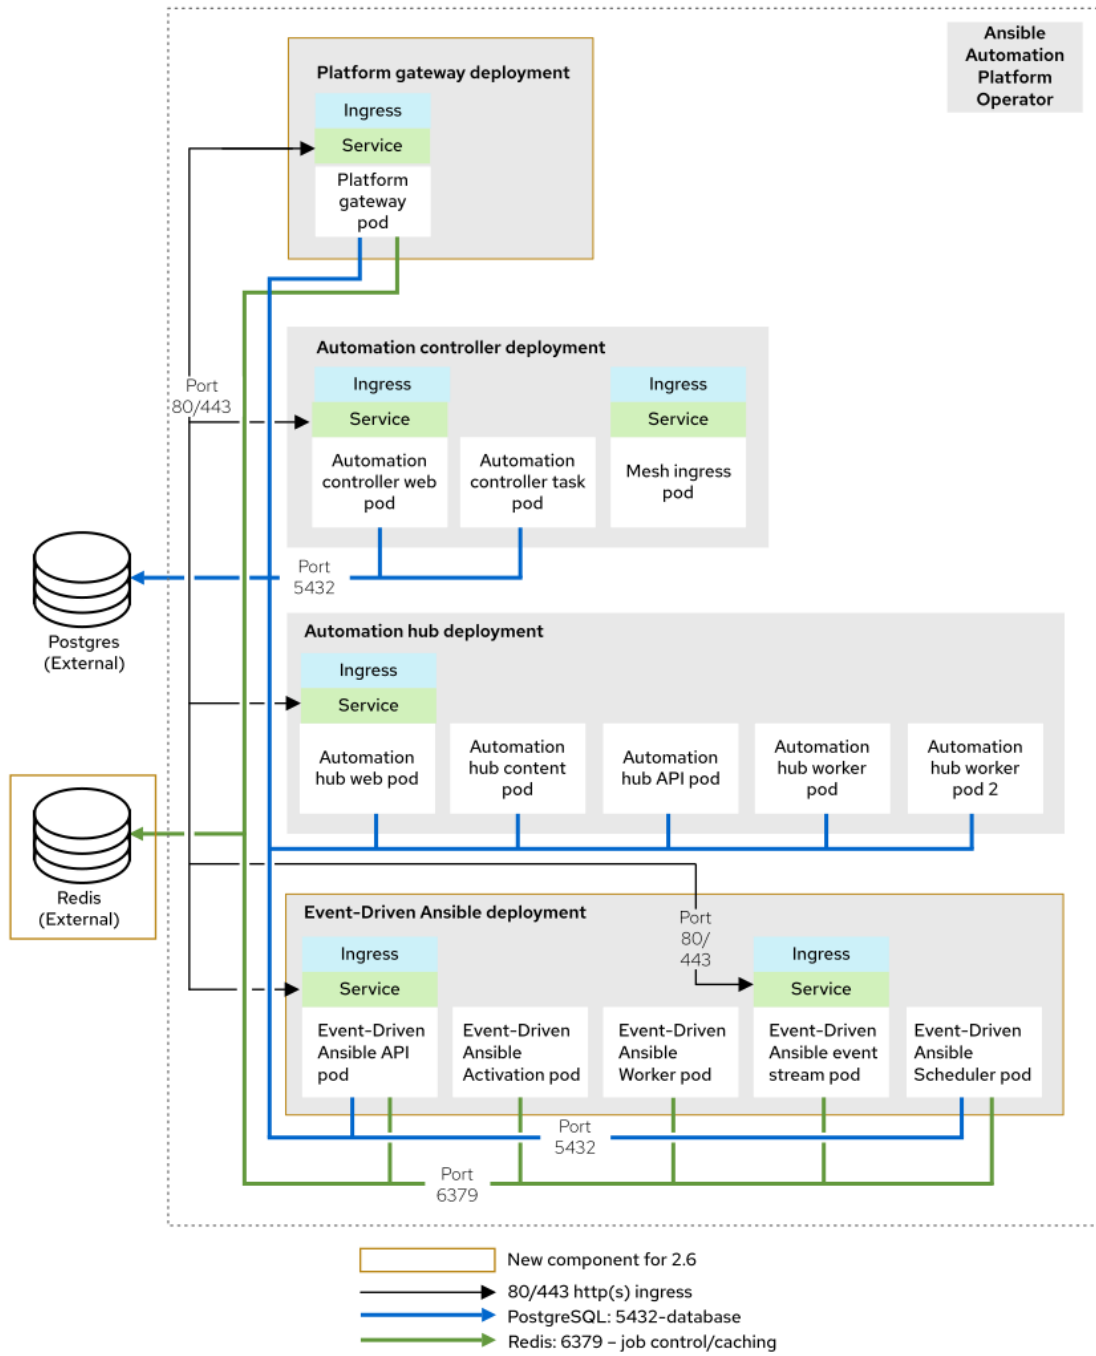 Ansible
Automation
Platform
Operator
Platform gateway deployment
Ingress
Service
Platform
gateway
pod
Automation controller deployment
Port
80/443
Ingress
Service
Automation
controller web
pod
Automation
controller task
pod
Ingress
Service
Mesh ingress
pod
Port
5432
Postgres
(External)
Automation hub deployment
Ingress
Service
Automation
hub web pod
Automation
hub content
pod
Automation
hub API pod
Automation
hub worker
pod
Automation
hub worker
pod 2
Redis
(External)
Event-Driven Ansible deployment
Port
80/
443
Ingress
Service
Event-Driven
Ansible API
pod
Event-Driven
Ansible
Activation pod
Event-Driven
Ansible
Worker pod
Ingress
Service
Event-Driven
Ansible event
stream pod
Event-Driven
Ansible
Scheduler pod
Port
5432
Port
6379
New component for 2.6
80/443 http(s) ingress
PostgreSQL: 5432-database
Redis: 6379 – job control/caching